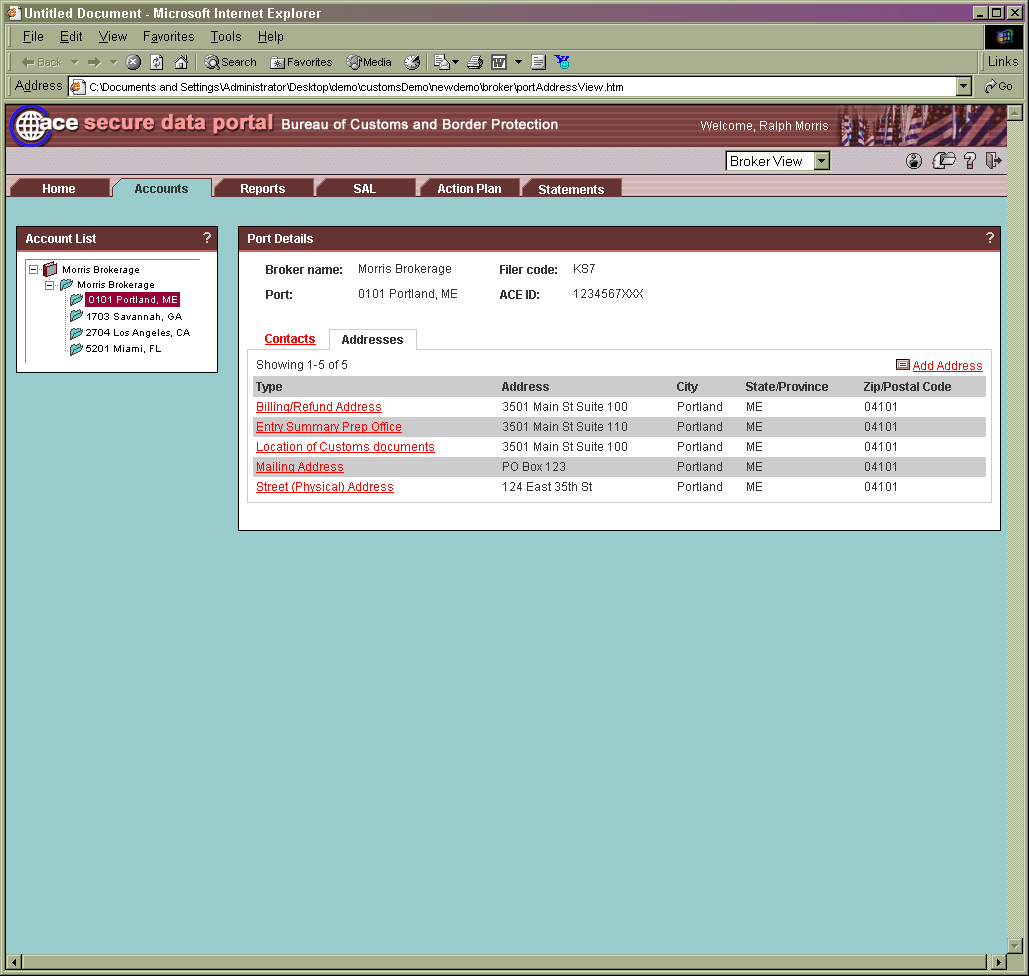 Untitled Document - Microsoft Internet Explorer
File Edit View Favorites Tools Help
Back Search Favorites Media Links
Address C:\Documents and Settings\Administrator\Desktop\demo\customsDemo\newdemo\broker\portAddressView.htm Go
ace secure data portal Bureau of Customs and Border Protection Welcome, Ralph Morris
Broker View ?
Home Accounts Reports SAL Action Plan Statements
Account List ?
Morris Brokerage
Morris Brokerage
0101 Portland, ME
1703 Savannah, GA
2704 Los Angeles, CA
5201 Miami, FL
Port Details ?
Broker name: Morris Brokerage Filer code: KS7
Port: 0101 Portland, ME ACE ID: 1234567XXX
Contacts Addresses
Showing 1-5 of 5 Add Address
Type Address City State/Province Zip/Postal Code
Billing/Refund Address 3501 Main St Suite 100 Portland ME 04101
Entry Summary Prep Office 3501 Main St Suite 110 Portland ME 04101
Location of Customs documents 3501 Main St Suite 100 Portland ME 04101
Mailing Address PO Box 123 Portland ME 04101
Street (Physical) Address 124 East 35th St Portland ME 04101